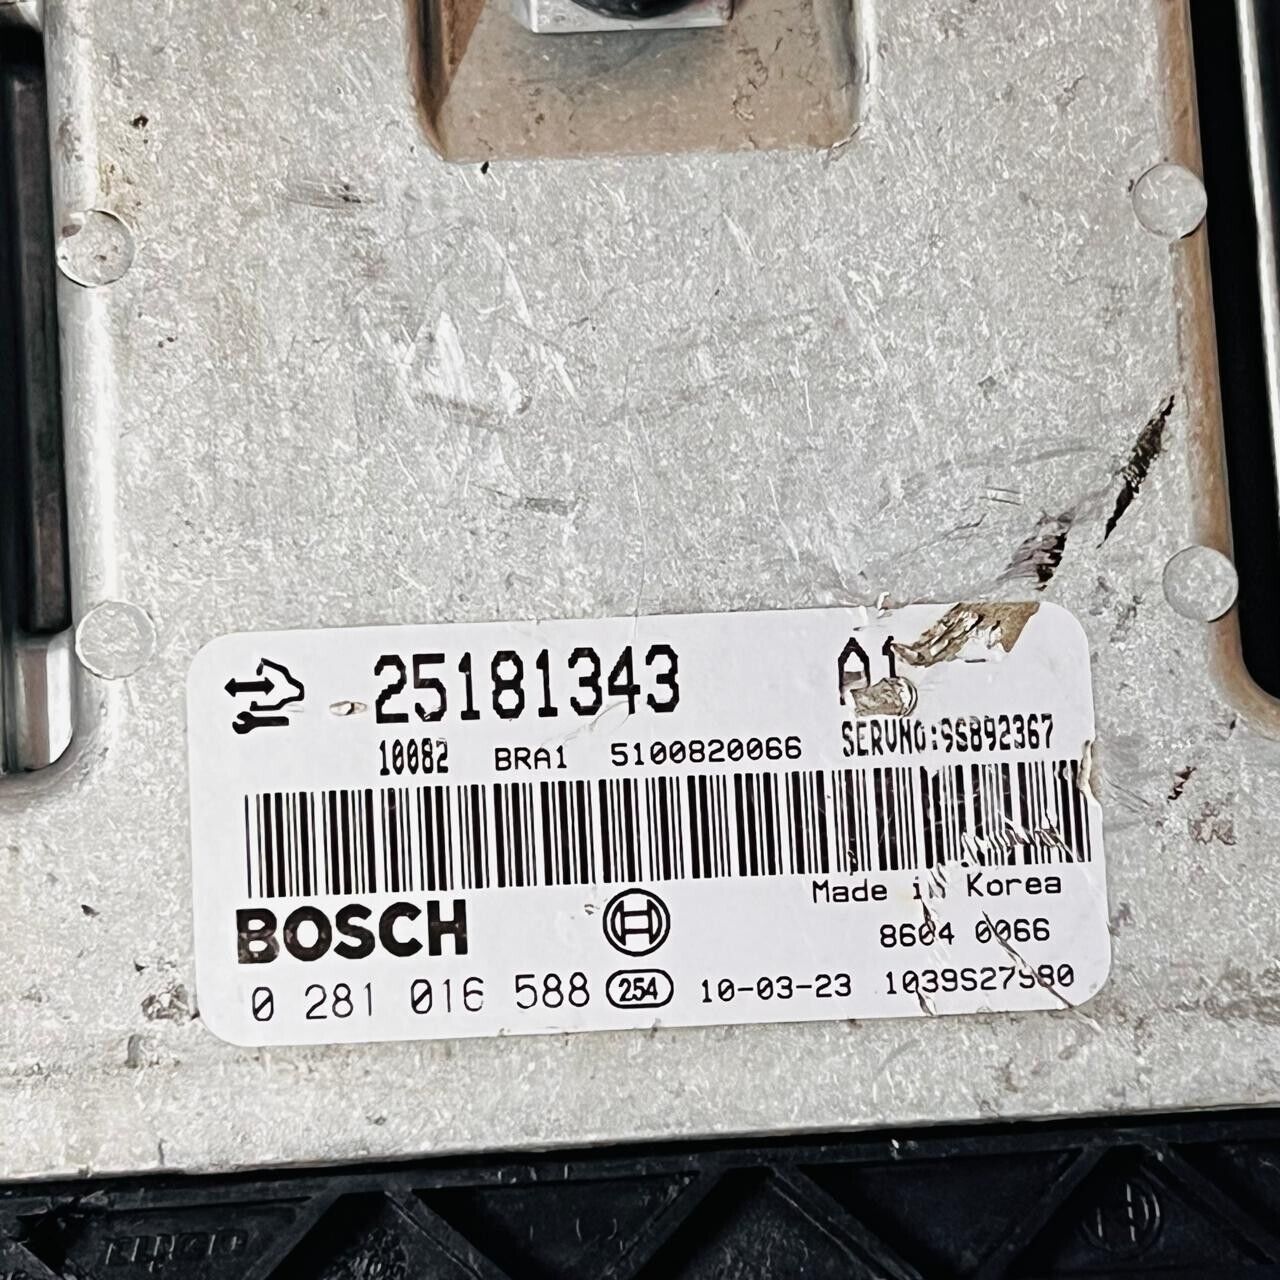 25181343 A1
10082 BRA1 5100820066 SERVNO:9S892367
Made in Korea
BOSCH
8604 0066
0 281 016 588 254 10-03-23 1039S27980